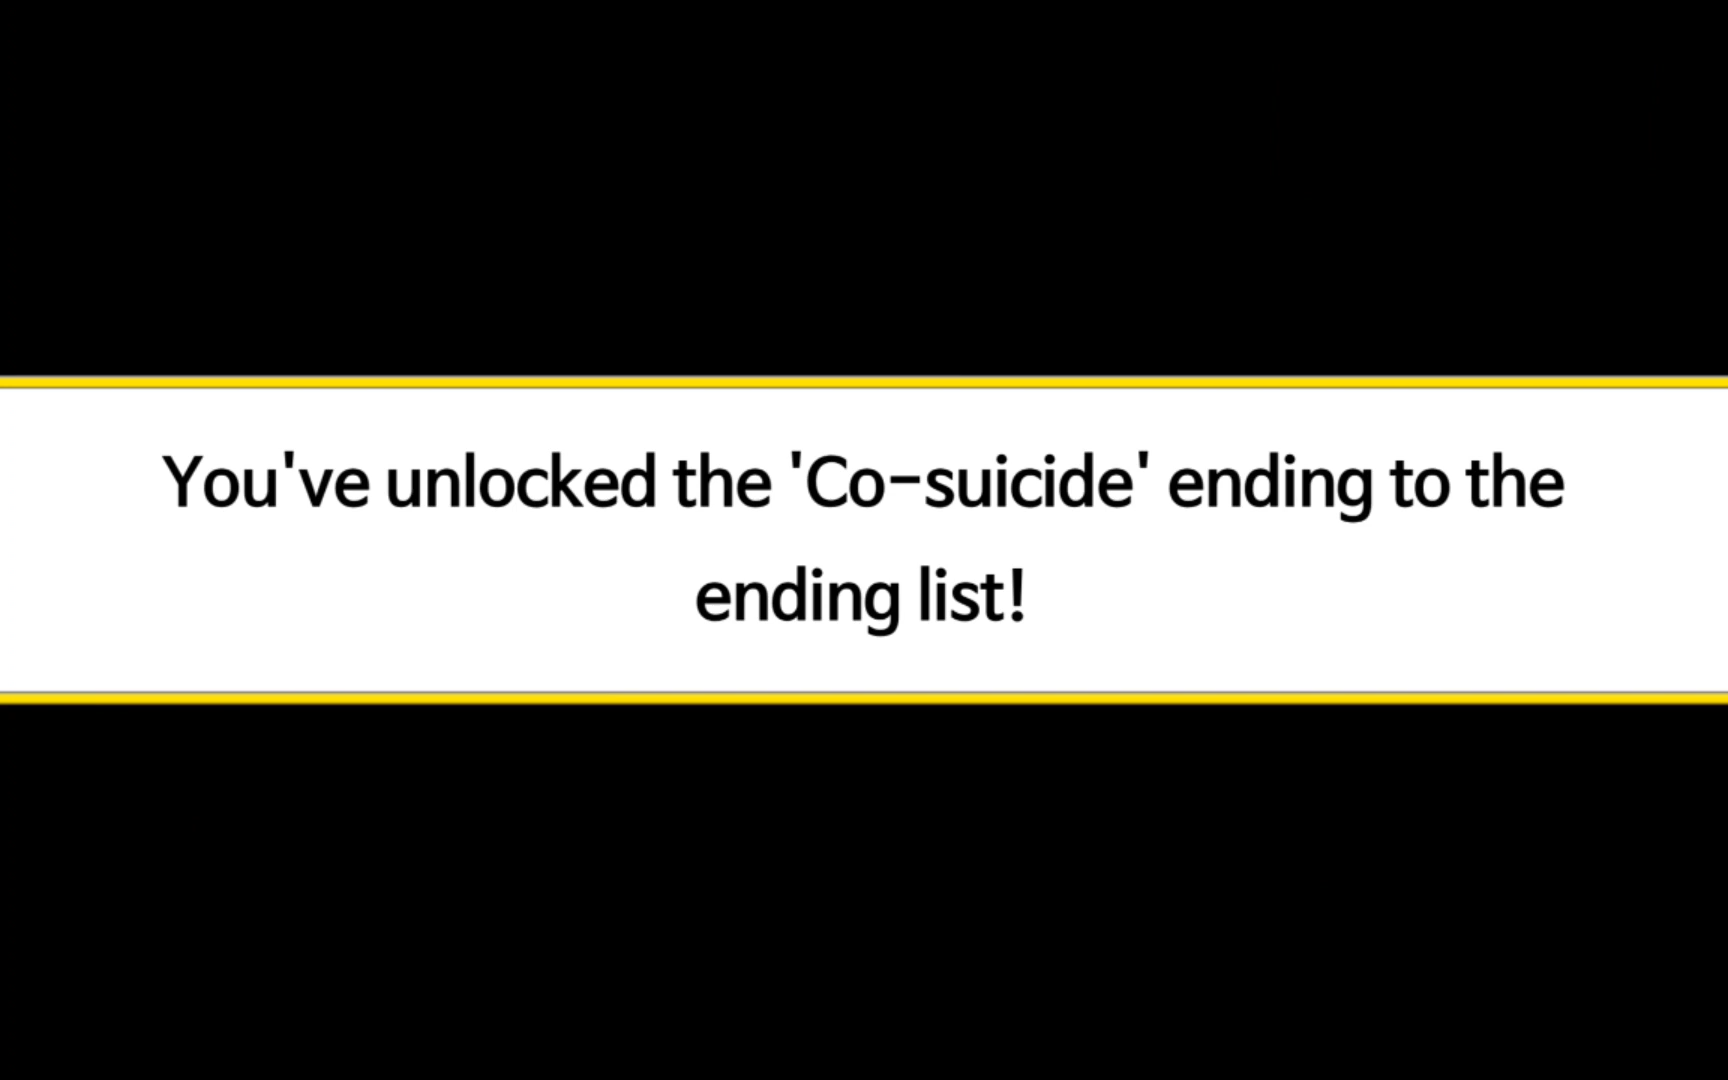 You've unlocked the 'Co-suicide' ending to the
ending list!